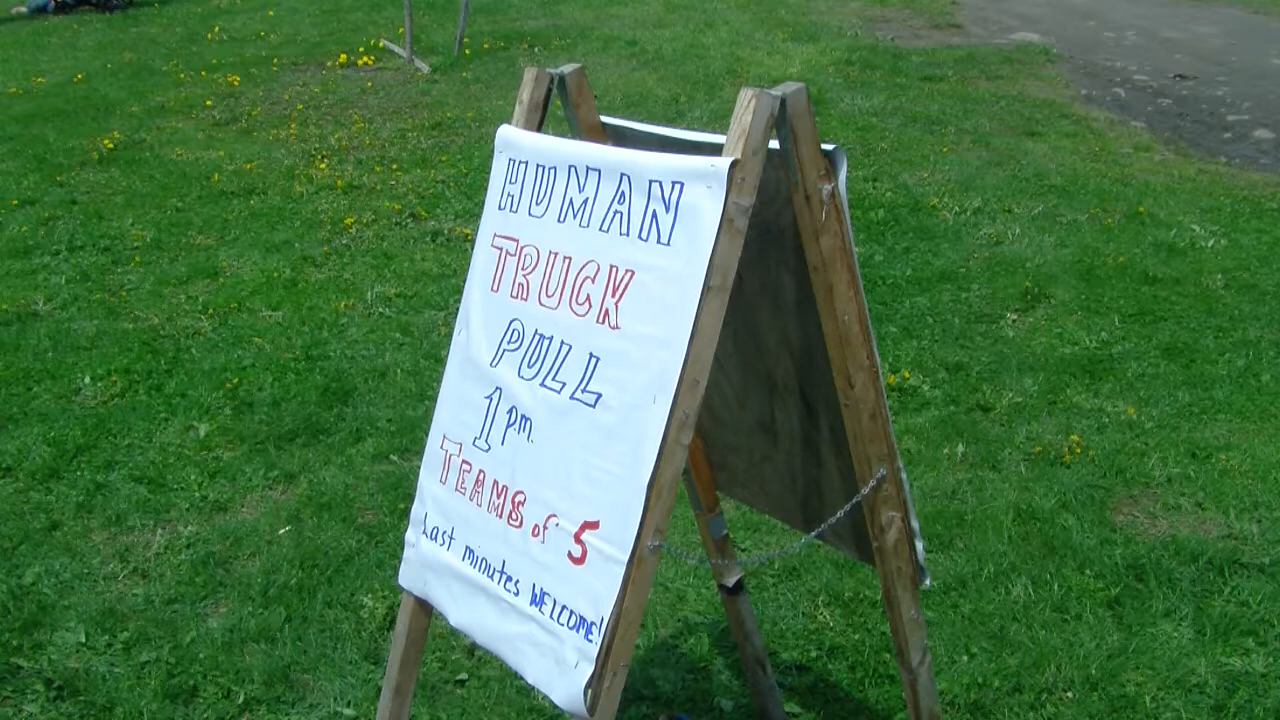 HUMAN
TRUCK
PULL
1 p.m.
TEAMS of 5
Last minutes WELCOME!